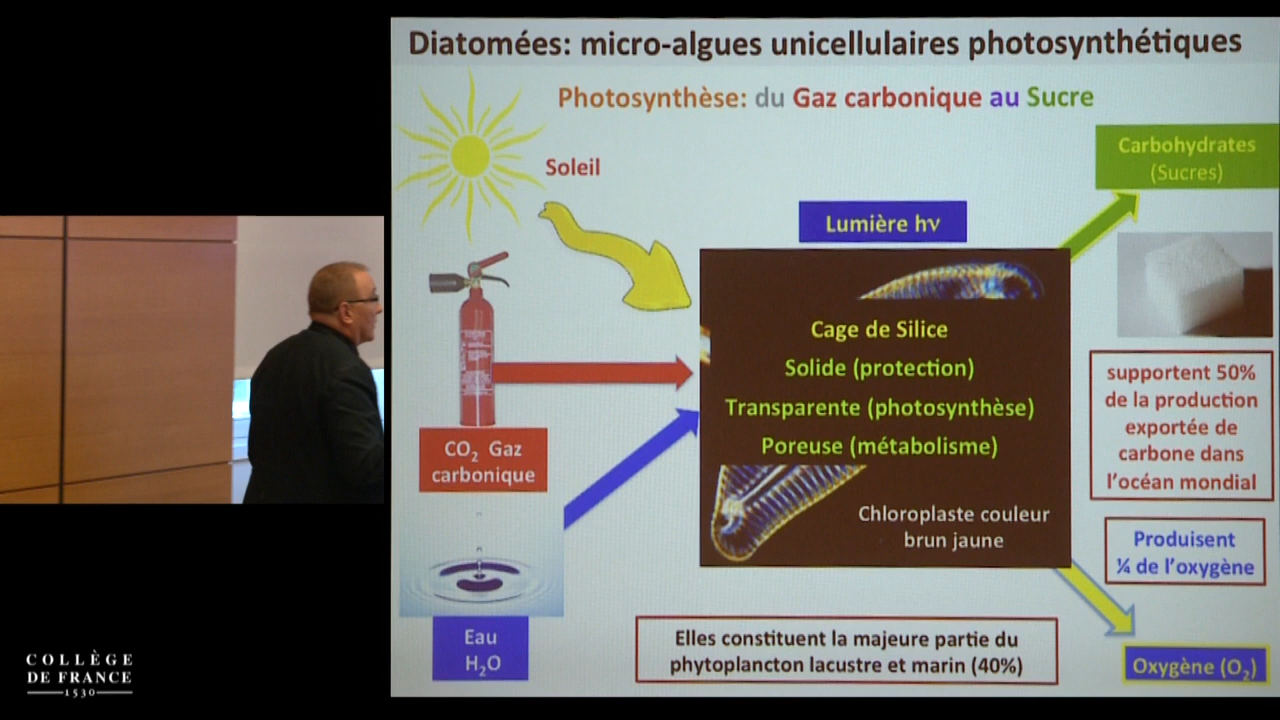 Diatomées: micro-algues unicellulaires photosynthétiques
Photosynthèse: du Gaz carbonique au Sucre
Soleil
Carbohydrates
(Sucres)
Lumière hν
Cage de Silice
Solide (protection)
Transparente (photosynthèse)
Poreuse (métabolisme)
Chloroplaste couleur
brun jaune
CO₂ Gaz
carbonique
supportent 50%
de la production
exportée de
carbone dans
l'océan mondial
Produisent
¼ de l'oxygène
Eau
H₂O
Elles constituent la majeure partie du
phytoplancton lacustre et marin (40%)
Oxygène (O₂)
COLLÈGE
DE FRANCE
1530